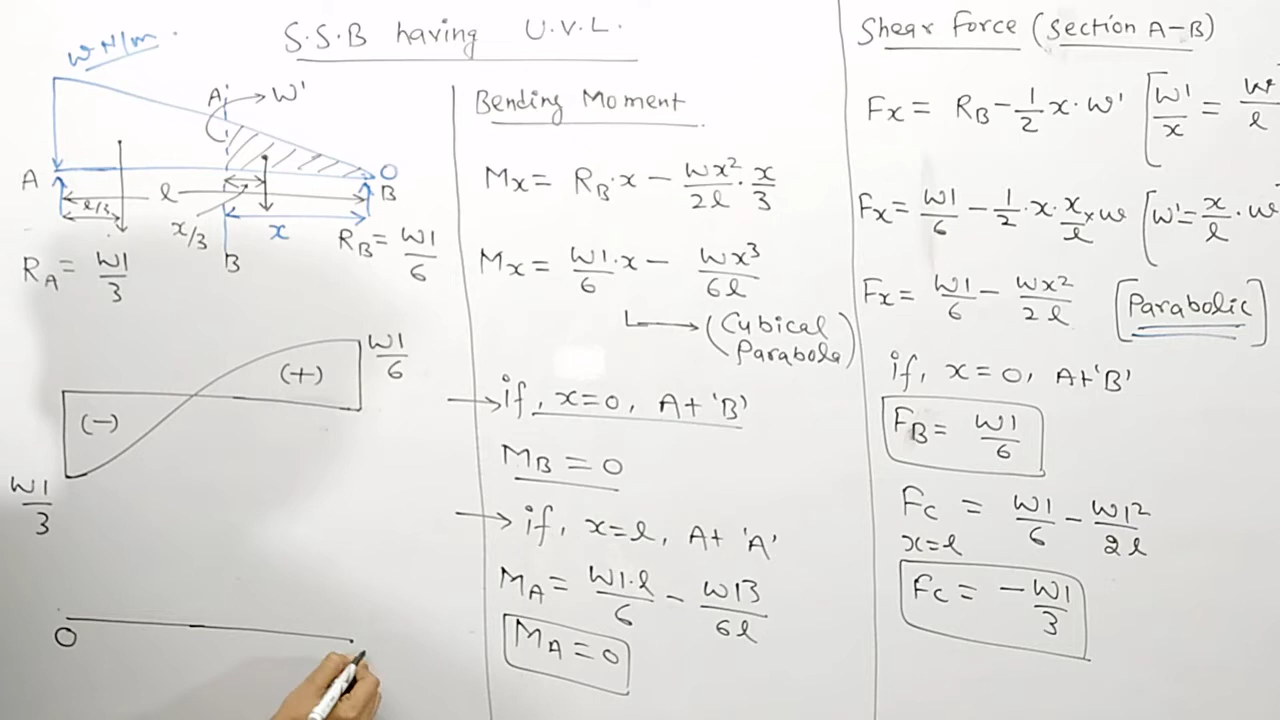 S.S.B having U.V.L.
w N/m.
A'
W'
A
O
B
l
l/3
x/3
x
B
R_A = wl/3
R_B = wl/6
wl/6
(+)
(-)
wl/3
O
Bending Moment
Mx = R_B·x - wx²/2l · x/3
Mx = wl·x/6 - wx³/6l
(Cubical
Parabola)
if, x=0, At 'B'
M_B = 0
if, x=l, At 'A'
M_A = wl·l/6 - wl3/6l
M_A = 0
Shear Force (Section A-B)
Fx = R_B - 1/2 x·w' [w'/x = w/l
Fx = wl/6 - 1/2·x·x/l × w [w' = x/l·w
Fx = wl/6 - wx²/2l [Parabolic]
if, x=0, At 'B'
F_B = wl/6
Fc = wl/6 - wl²/2l
x=l
Fc = -wl/3